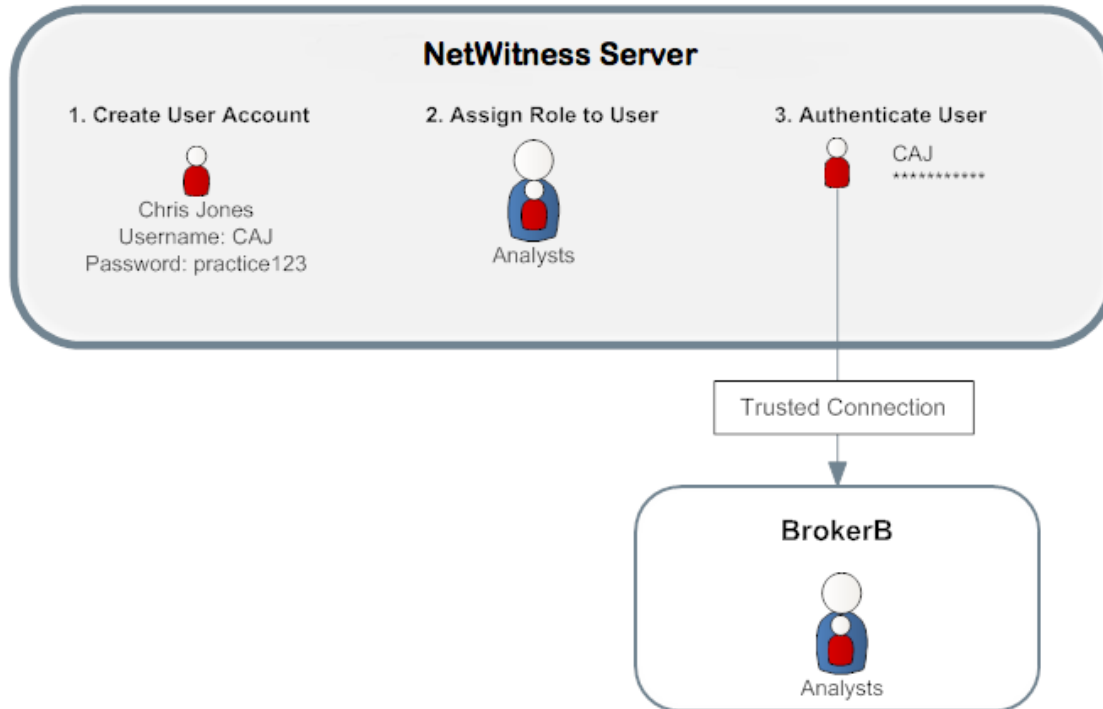 NetWitness Server
1. Create User Account
2. Assign Role to User
3. Authenticate User
Chris Jones
Username: CAJ
Password: practice123
Analysts
CAJ
***********
Trusted Connection
BrokerB
Analysts